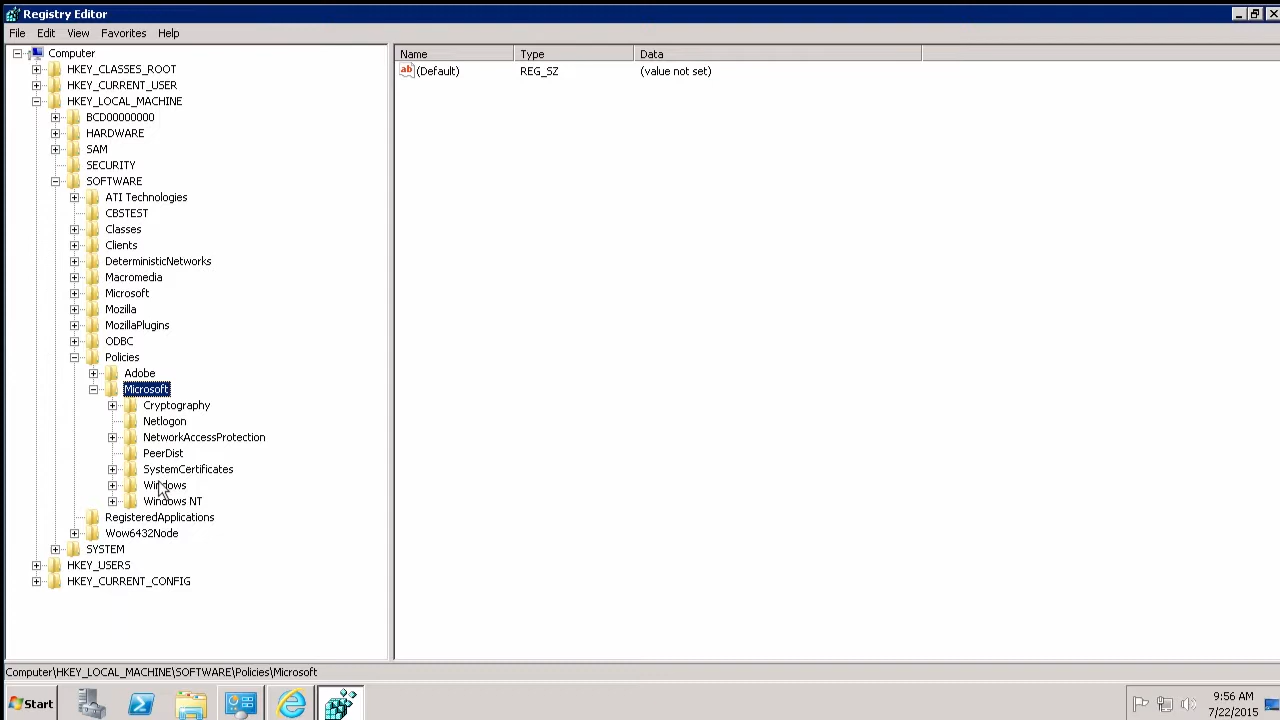 Registry Editor
File Edit View Favorites Help
Computer
HKEY_CLASSES_ROOT
HKEY_CURRENT_USER
HKEY_LOCAL_MACHINE
BCD00000000
HARDWARE
SAM
SECURITY
SOFTWARE
ATI Technologies
CBSTEST
Classes
Clients
DeterministicNetworks
Macromedia
Microsoft
Mozilla
MozillaPlugins
ODBC
Policies
Adobe
Microsoft
Cryptography
Netlogon
NetworkAccessProtection
PeerDist
SystemCertificates
Windows
Windows NT
RegisteredApplications
Wow6432Node
SYSTEM
HKEY_USERS
HKEY_CURRENT_CONFIG
Name Type Data
ab (Default) REG_SZ (value not set)
Computer\HKEY_LOCAL_MACHINE\SOFTWARE\Policies\Microsoft
Start
9:56 AM
7/22/2015